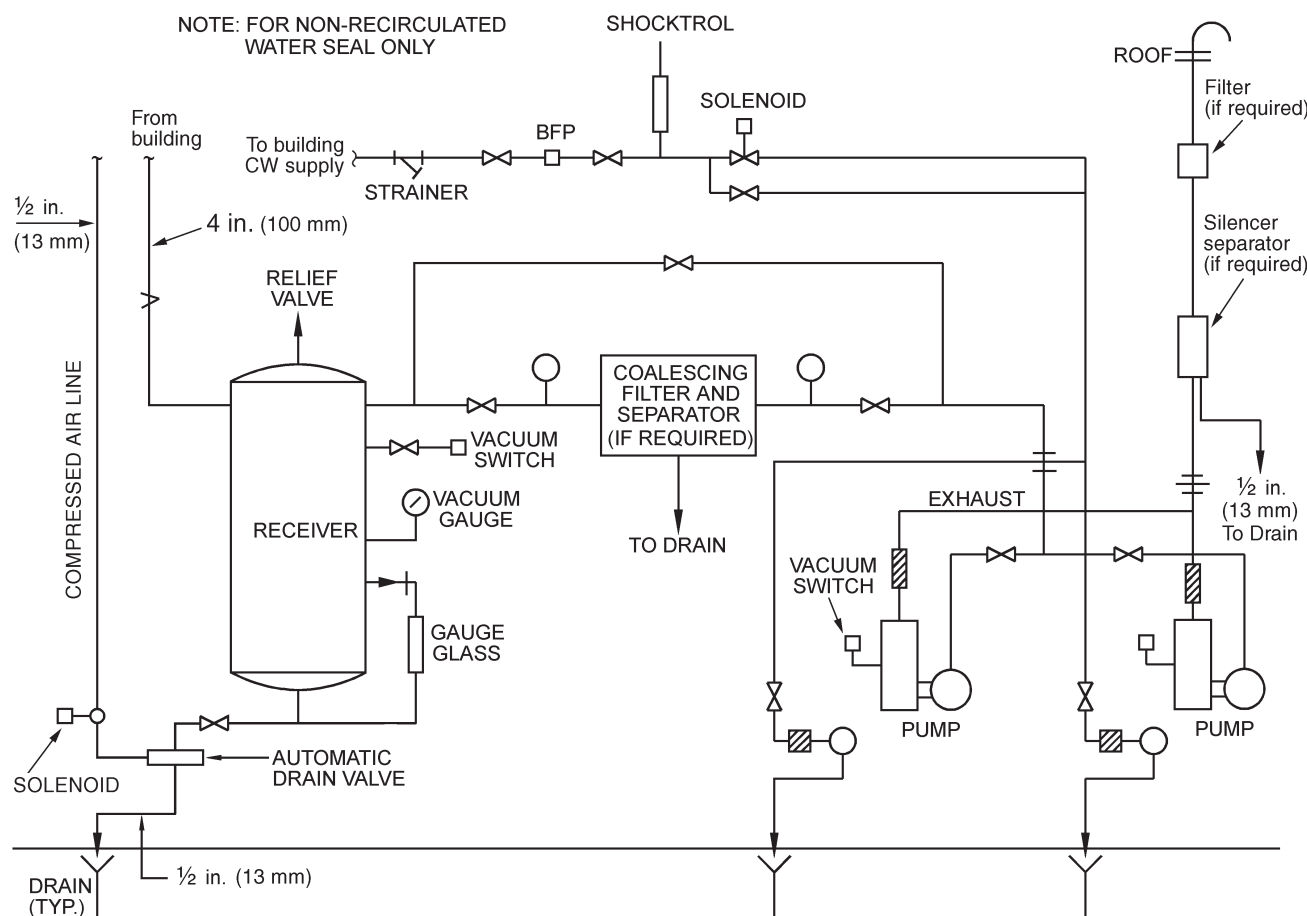 NOTE: FOR NON-RECIRCULATED
WATER SEAL ONLY
SHOCKTROL
ROOF
Filter
(if required)
From
building
To building
CW supply
BFP
SOLENOID
STRAINER
½ in.
(13 mm)
4 in. (100 mm)
Silencer
separator
(if required)
RELIEF
VALVE
COALESCING
FILTER AND
SEPARATOR
(IF REQUIRED)
COMPRESSED AIR LINE
VACUUM
SWITCH
VACUUM
GAUGE
RECEIVER
TO DRAIN
EXHAUST
½ in.
(13 mm)
To Drain
VACUUM
SWITCH
GAUGE
GLASS
PUMP
PUMP
SOLENOID
AUTOMATIC
DRAIN VALVE
½ in. (13 mm)
DRAIN
(TYP.)